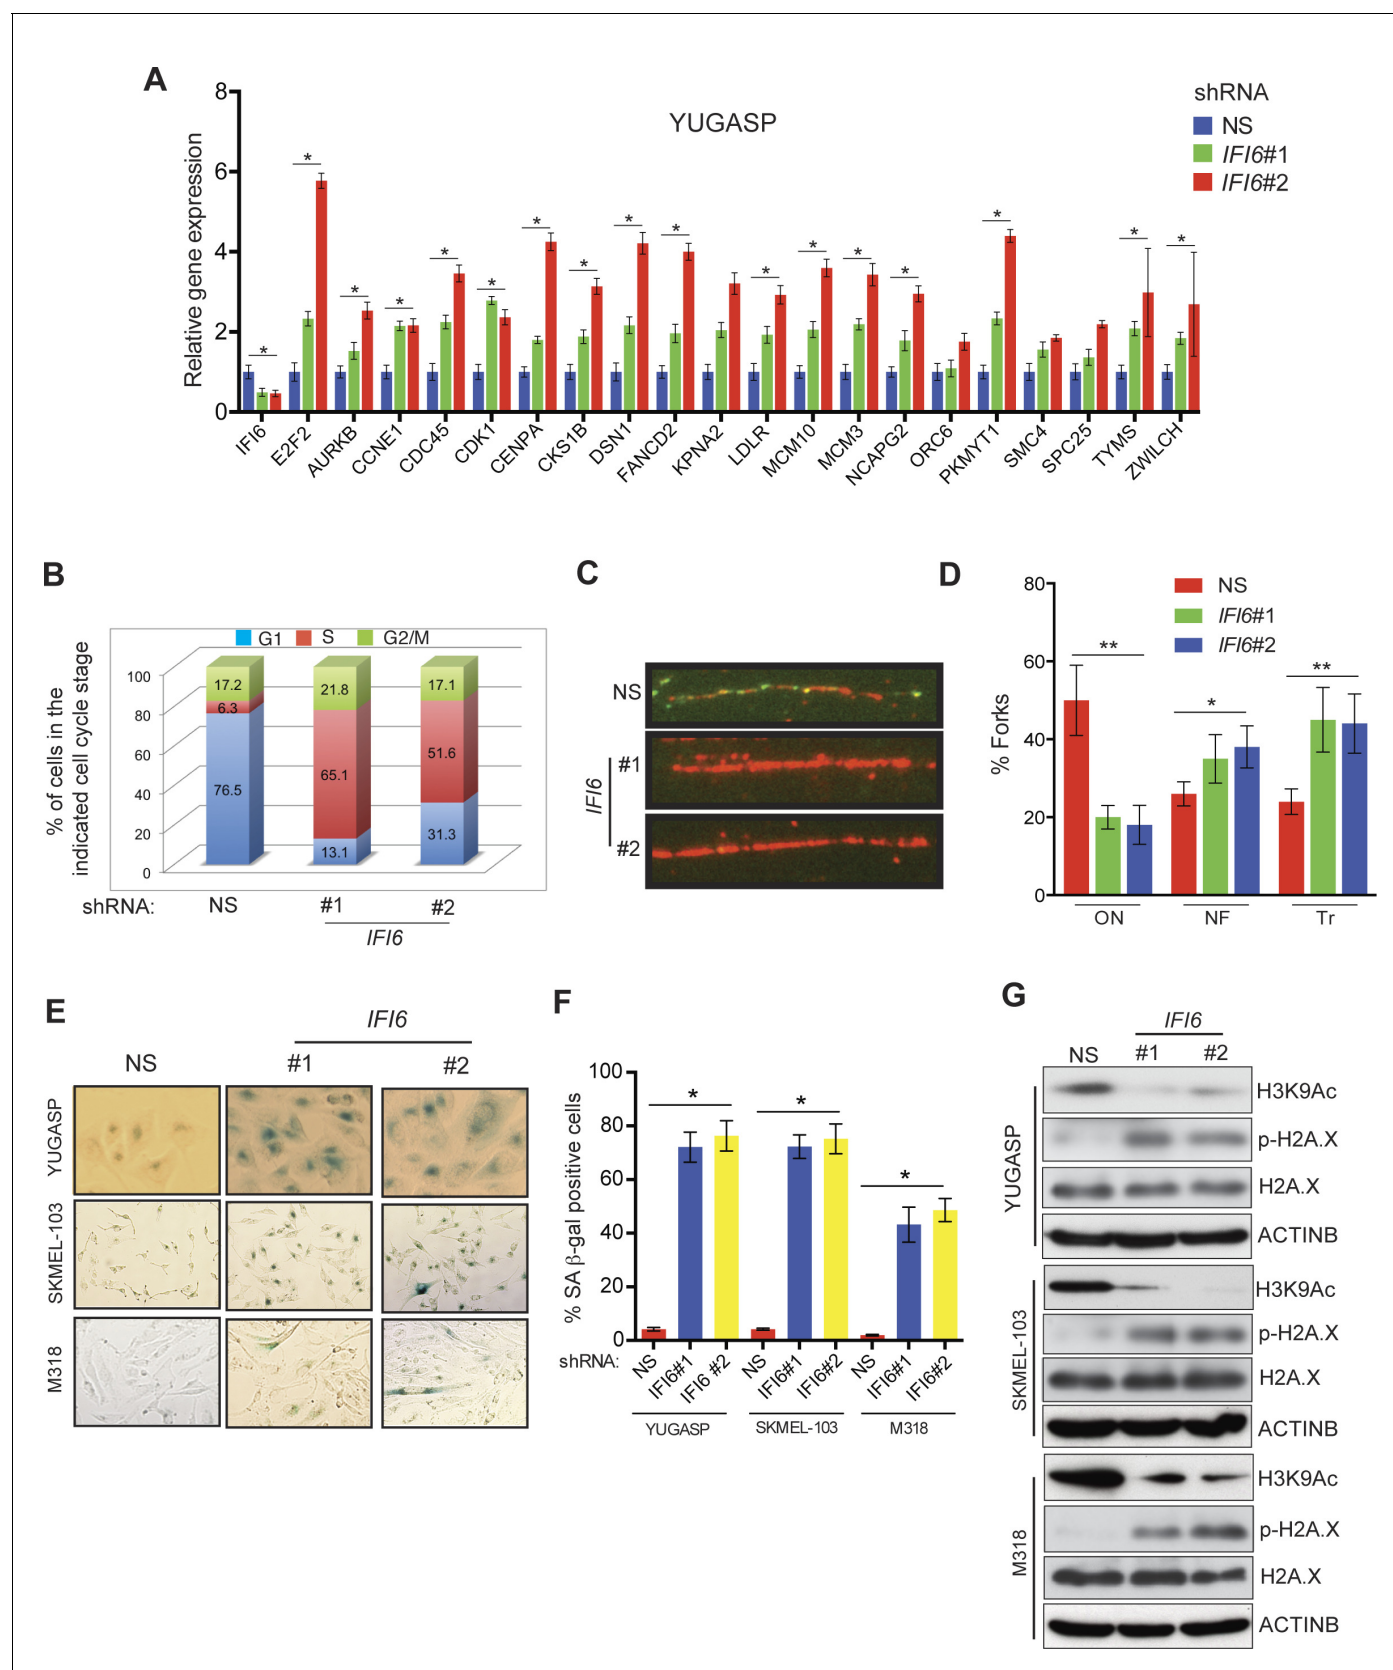 A
YUGASP
shRNA
NS
IFI6#1
IFI6#2
Relative gene expression
8
6
4
2
0
* * * * * * * * * * * * * * * * *
IFI6 E2F2 AURKB CCNE1 CDC45 CDK1 CENPA CKS1B DSN1 FANCD2 KPNA2 LDLR MCM10 MCM3 NCAPG2 ORC6 PKMYT1 SMC4 SPC25 TYMS ZWILCH
B
% of cells in the
indicated cell cycle stage
G1 S G2/M
100
80
60
40
20
0
17.2 21.8 17.1
6.3 65.1 51.6
76.5 13.1 31.3
shRNA: NS #1 #2
IFI6
C
NS
#1
#2
IFI6
D
NS
IFI6#1
IFI6#2
% Forks
80
60
40
20
0
** * **
ON NF Tr
E
IFI6
NS #1 #2
YUGASP
SKMEL-103
M318
F
% SA β-gal positive cells
100
80
60
40
20
0
* * *
shRNA: NS IFI6#1 IFI6 #2 NS IFI6#1 IFI6#2 NS IFI6#1 IFI6#2
YUGASP SKMEL-103 M318
G
IFI6
NS #1 #2
YUGASP
H3K9Ac
p-H2A.X
H2A.X
ACTINB
SKMEL-103
H3K9Ac
p-H2A.X
H2A.X
ACTINB
M318
H3K9Ac
p-H2A.X
H2A.X
ACTINB